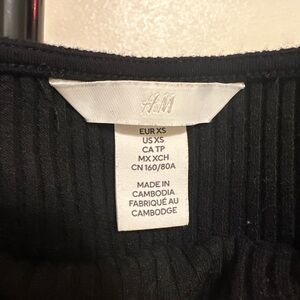 H&M
EUR XS
US XS
CA TP
MX XCH
CN 160/80A
MADE IN
CAMBODIA
FABRIQUÉ AU
CAMBODGE